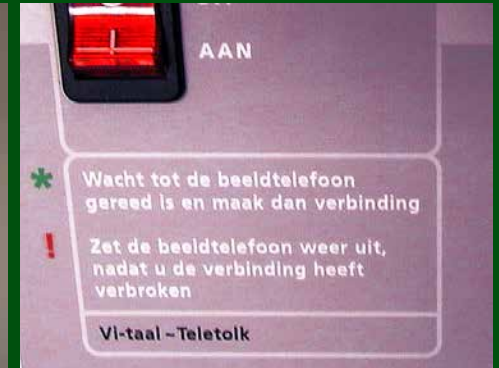 AAN
Wacht tot de beeldtelefoon
gereed is en maak dan verbinding
Zet de beeldtelefoon weer uit,
nadat u de verbinding heeft
verbroken
Vi-taal – Teletolk